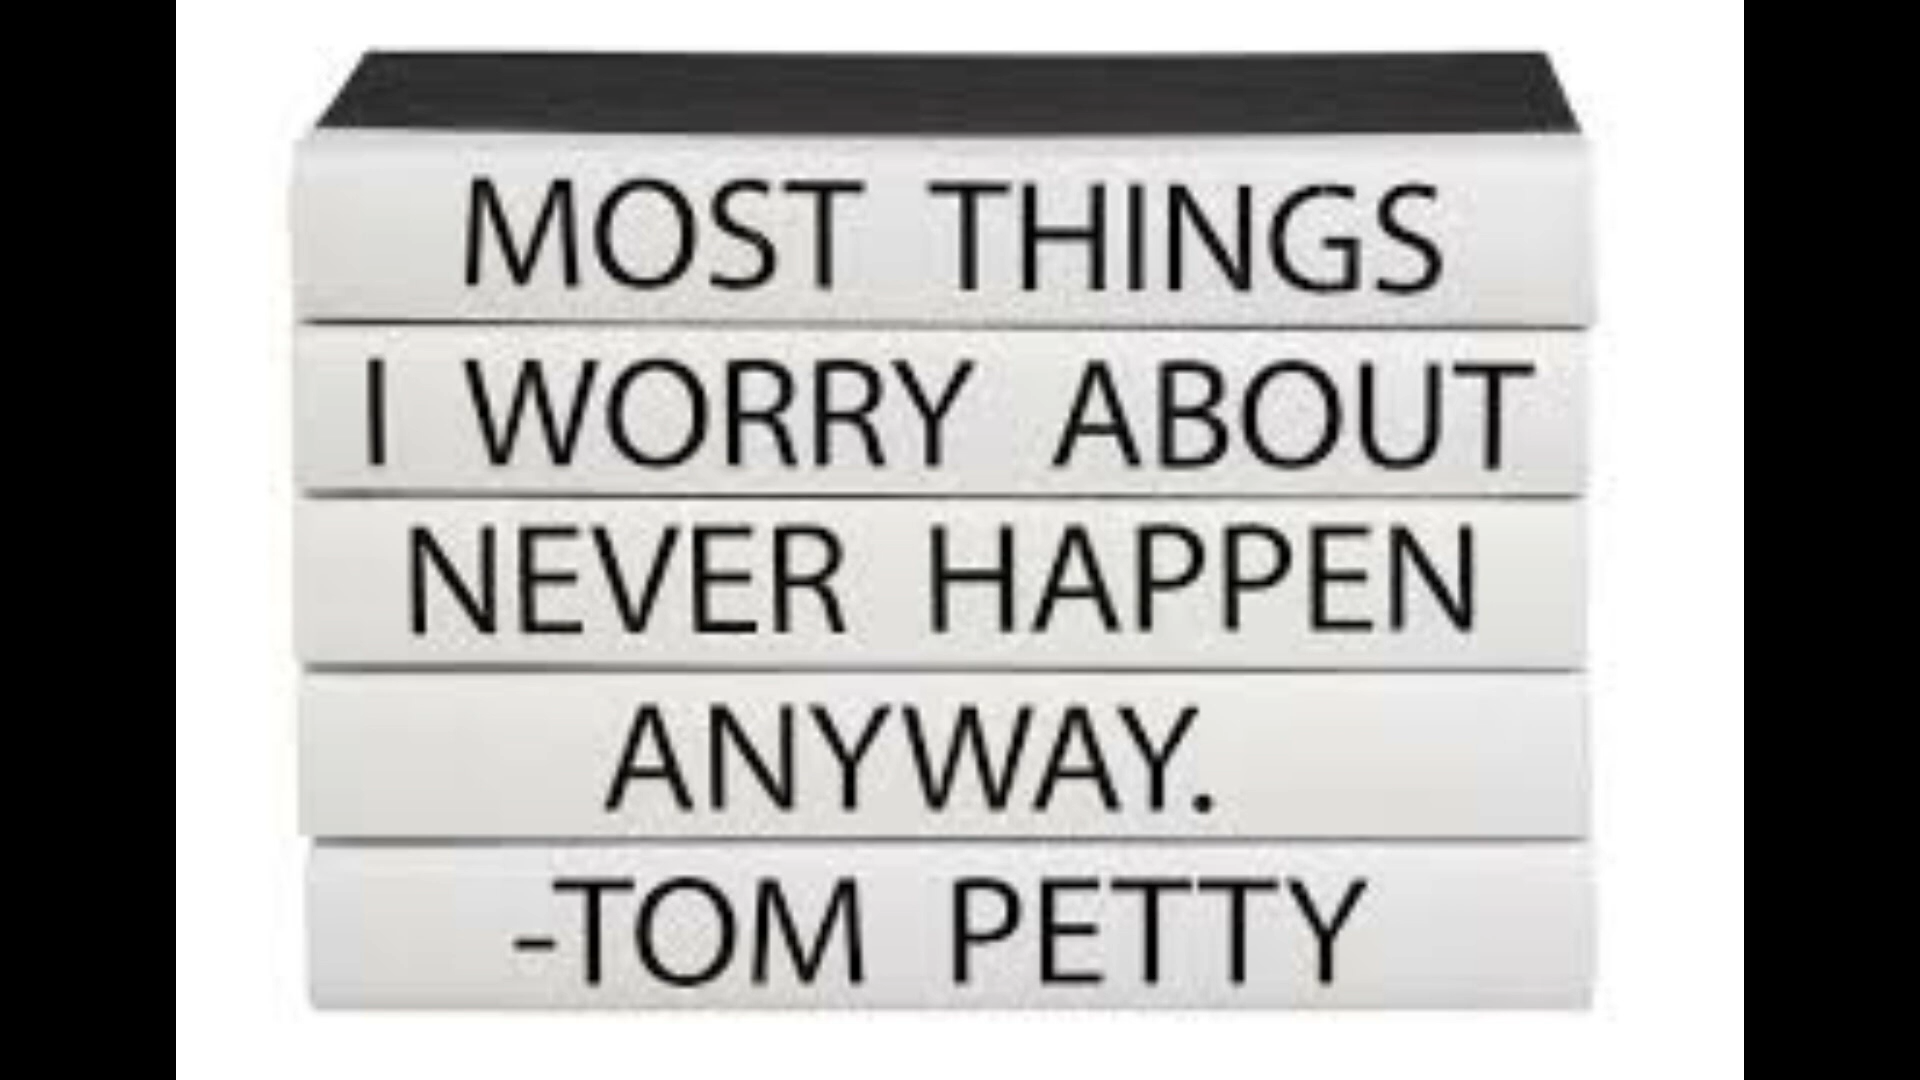 MOST THINGS
I WORRY ABOUT
NEVER HAPPEN
ANYWAY.
-TOM PETTY